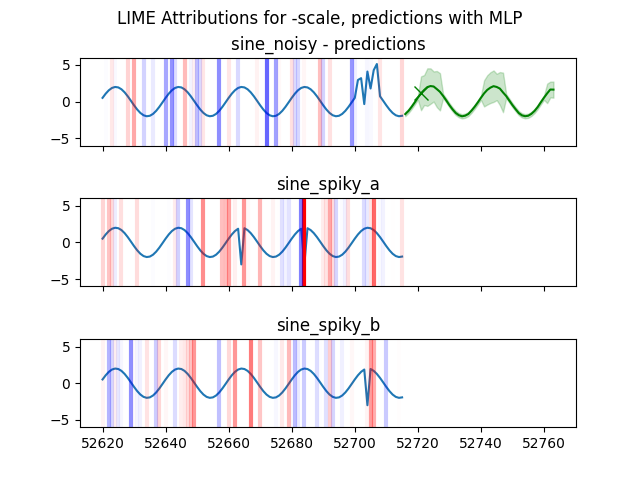 LIME Attributions for -scale, predictions with MLP
sine_noisy - predictions
5
0
−5
sine_spiky_a
5
0
−5
sine_spiky_b
5
0
−5
52620 52640 52660 52680 52700 52720 52740 52760